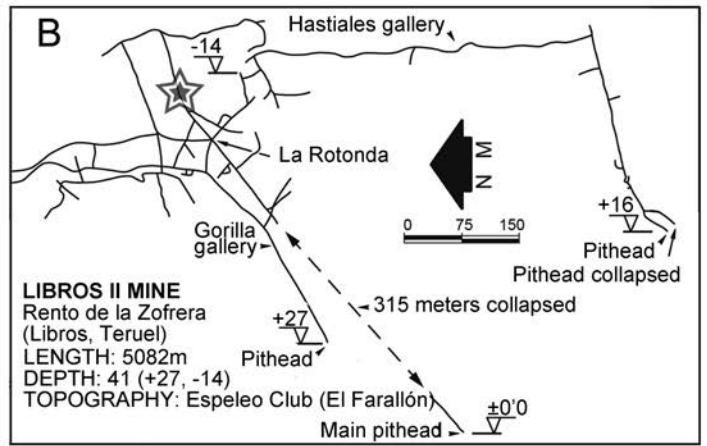 B
Hastiales gallery
-14
La Rotonda
N M
0 75 150
+16
Pithead
Pithead collapsed
Gorilla
gallery
315 meters collapsed
+27
Pithead
LIBROS II MINE
Rento de la Zofrera
(Libros, Teruel)
LENGTH: 5082m
DEPTH: 41 (+27, -14)
TOPOGRAPHY: Espeleo Club (El Farallón)
±0'0
Main pithead